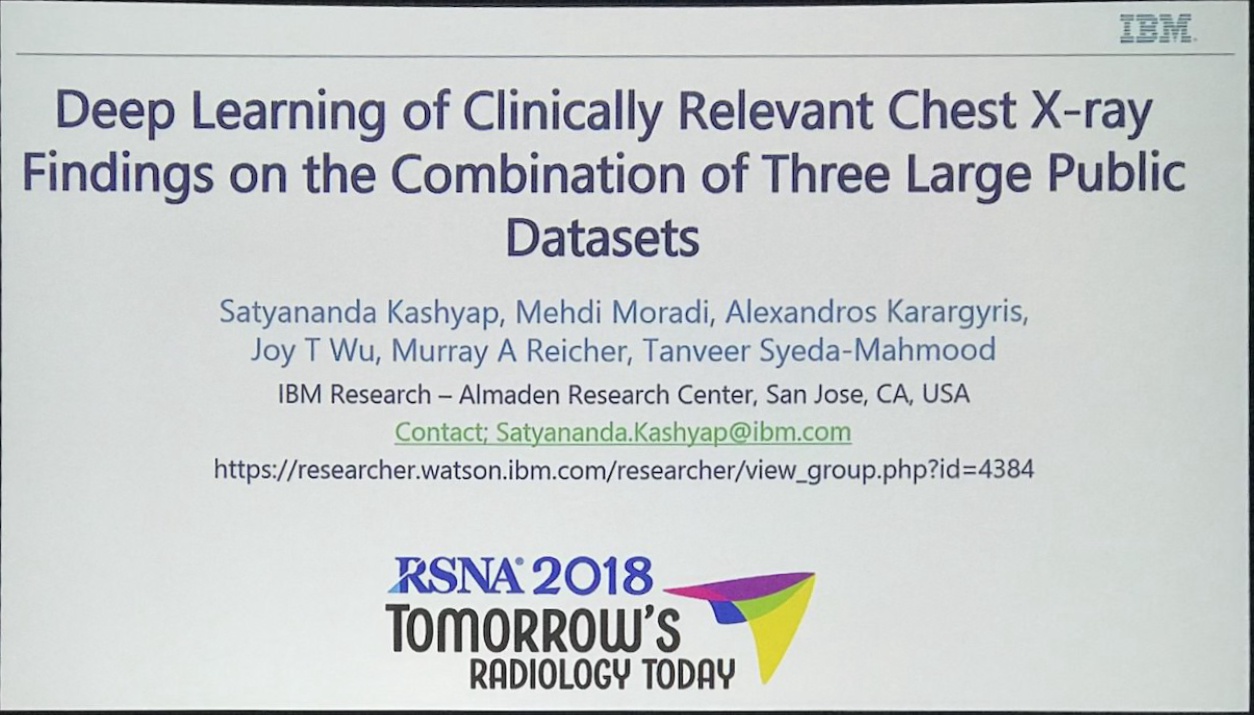 IBM
Deep Learning of Clinically Relevant Chest X-ray
Findings on the Combination of Three Large Public
Datasets
Satyananda Kashyap, Mehdi Moradi, Alexandros Karargyris,
Joy T Wu, Murray A Reicher, Tanveer Syeda-Mahmood
IBM Research – Almaden Research Center, San Jose, CA, USA
Contact; Satyananda.Kashyap@ibm.com
https://researcher.watson.ibm.com/researcher/view_group.php?id=4384
RSNA® 2018
TOMORROW'S
RADIOLOGY TODAY